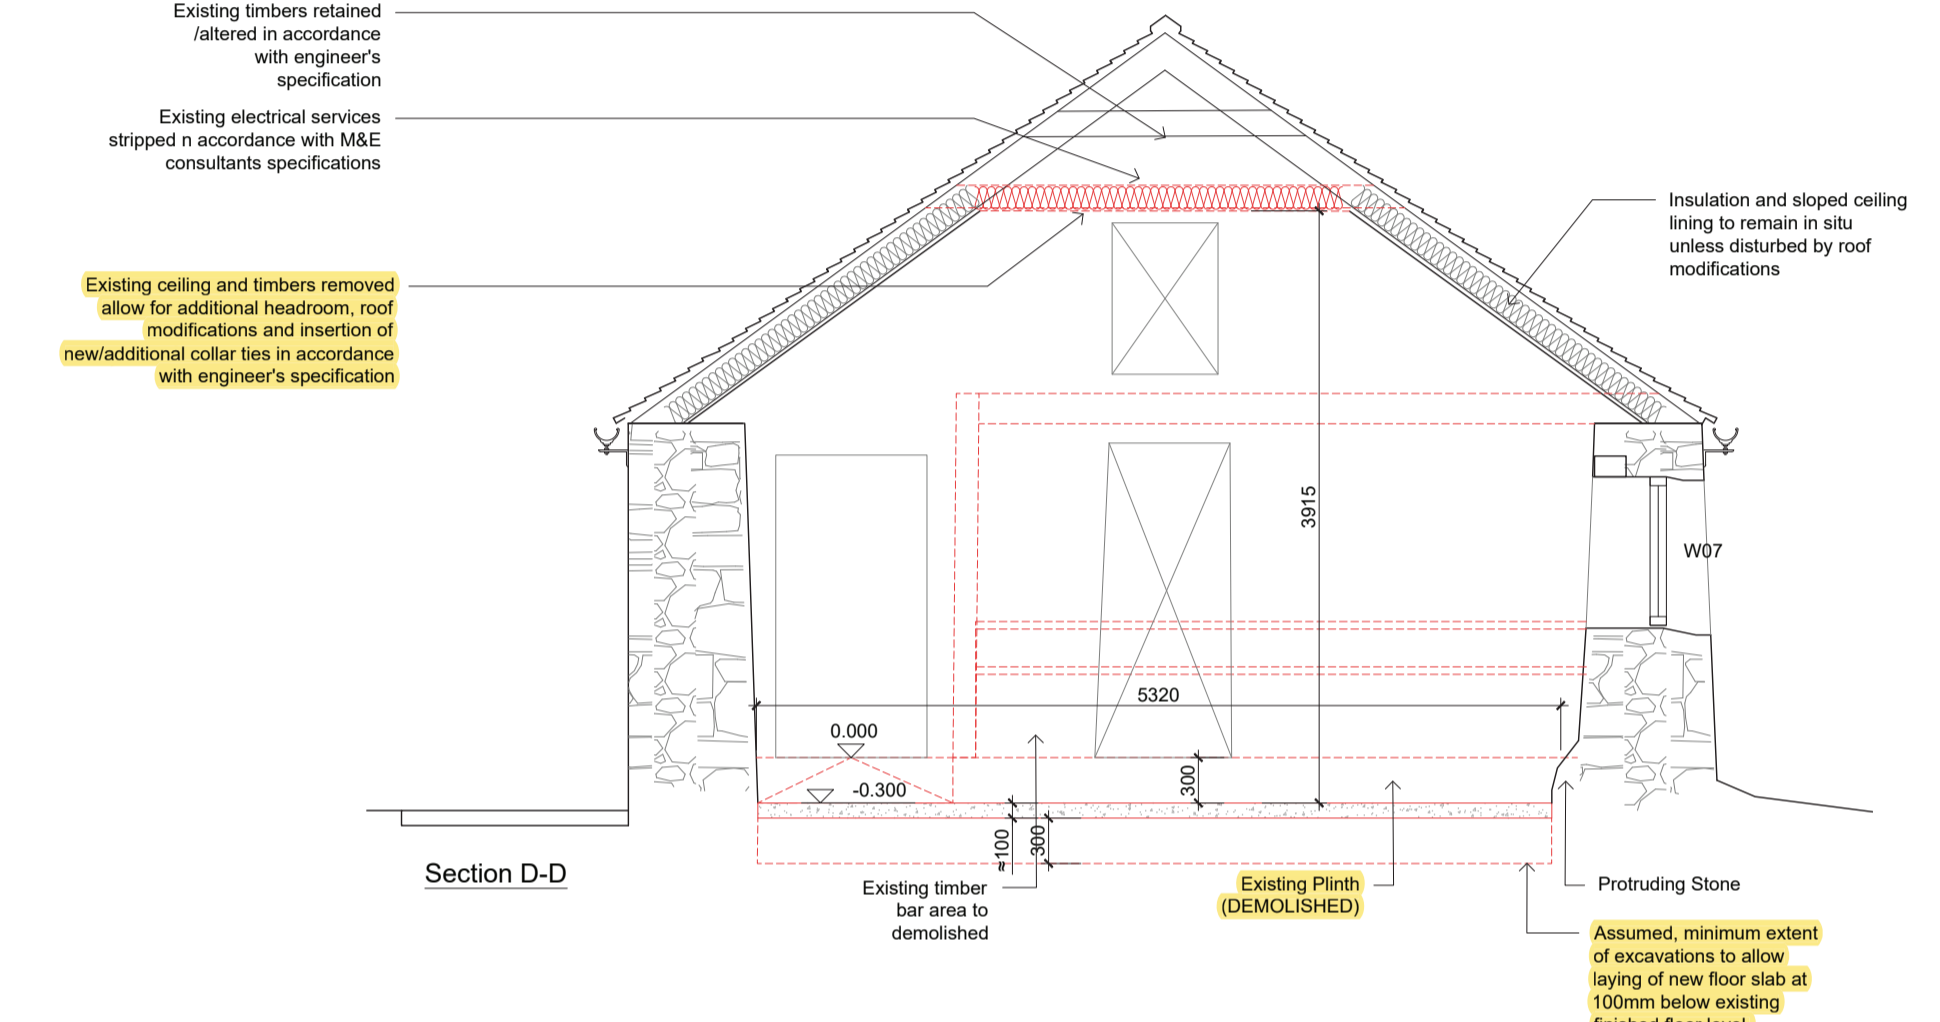 Existing timbers retained
/altered in accordance
with engineer's
specification
Existing electrical services
stripped n accordance with M&E
consultants specifications
Existing ceiling and timbers removed
allow for additional headroom, roof
modifications and insertion of
new/additional collar ties in accordance
with engineer's specification
Insulation and sloped ceiling
lining to remain in situ
unless disturbed by roof
modifications
3915
W07
5320
0.000
-0.300
300
≈100
300
Section D-D
Existing timber
bar area to
demolished
Existing Plinth
(DEMOLISHED)
Protruding Stone
Assumed, minimum extent
of excavations to allow
laying of new floor slab at
100mm below existing
finished floor level